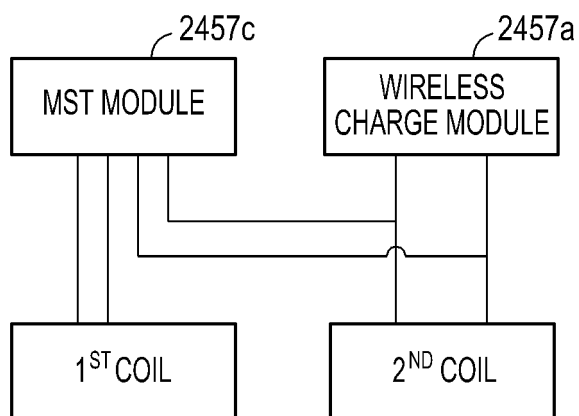 2457c
2457a
MST MODULE
WIRELESS
CHARGE MODULE
1ST COIL
2ND COIL